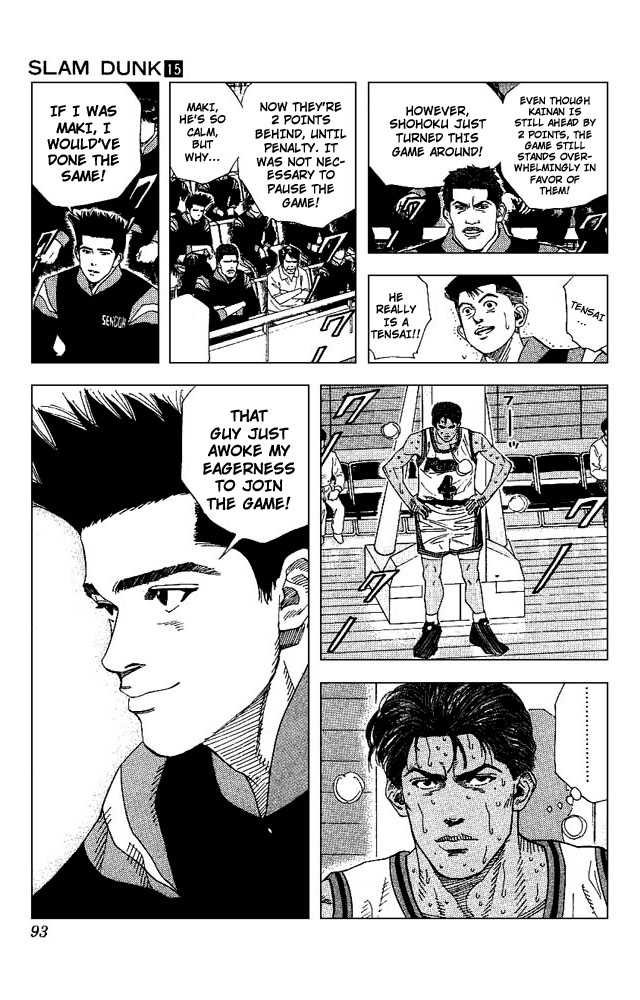 SLAM DUNK 15
EVEN THOUGH
KAINAN IS
STILL AHEAD BY
2 POINTS, THE
GAME STILL
STANDS OVER-
WHELMINGLY IN
FAVOR OF
THEM!
HOWEVER,
SHOHOKU JUST
TURNED THIS
GAME AROUND!
TENSAI
...
HE
REALLY
IS A
TENSAI!!
NOW THEY'RE
2 POINTS
BEHIND, UNTIL
PENALTY. IT
WAS NOT NEC-
ESSARY TO
PAUSE THE
GAME!
MAKI,
HE'S SO
CALM,
BUT
WHY...
IF I WAS
MAKI, I
WOULD'VE
DONE THE
SAME!
SENDOH
フーッ
4
THAT
GUY JUST
AWOKE MY
EAGERNESS
TO JOIN
THE GAME!
..........
93